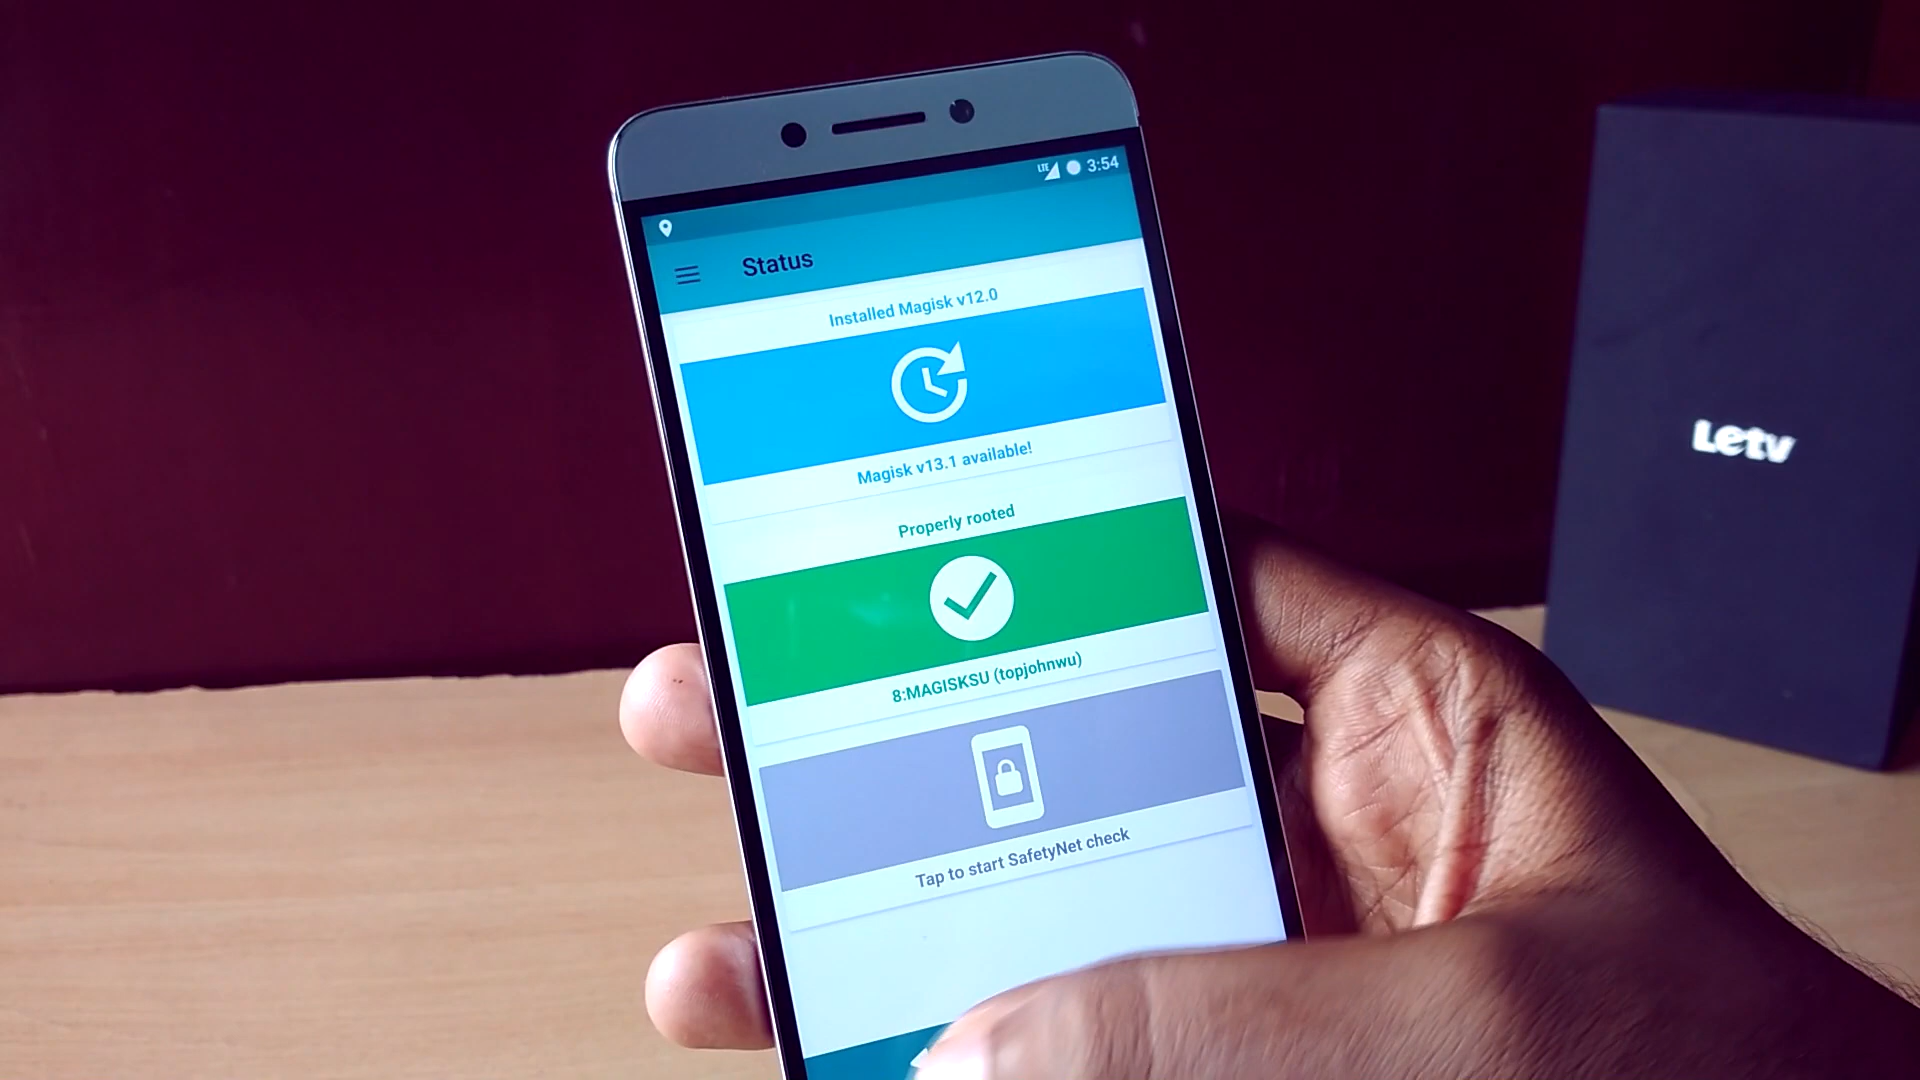 LTE 3:54
Status
Installed Magisk v12.0
Magisk v13.1 available!
Properly rooted
8:MAGISKSU (topjohnwu)
Tap to start SafetyNet check
Letv